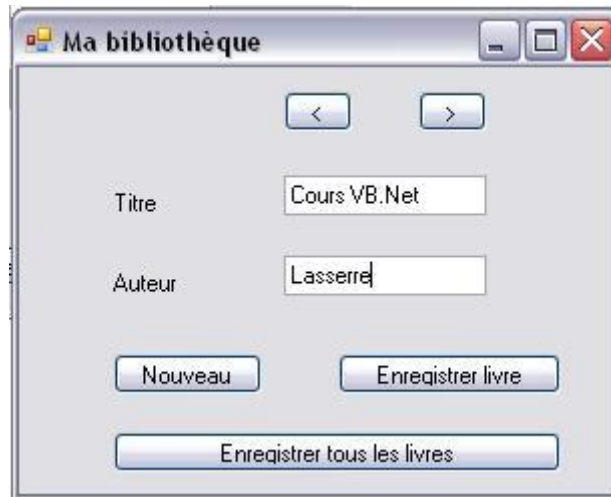 Ma bibliothèque
< >
Titre Cours VB.Net
Auteur Lasserre
Nouveau Enregistrer livre
Enregistrer tous les livres